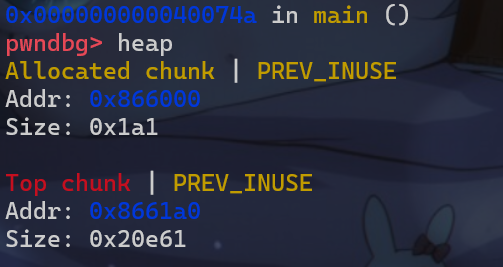 0x000000000040074a in main ()
pwndbg> heap
Allocated chunk | PREV_INUSE
Addr: 0x866000
Size: 0x1a1
Top chunk | PREV_INUSE
Addr: 0x8661a0
Size: 0x20e61